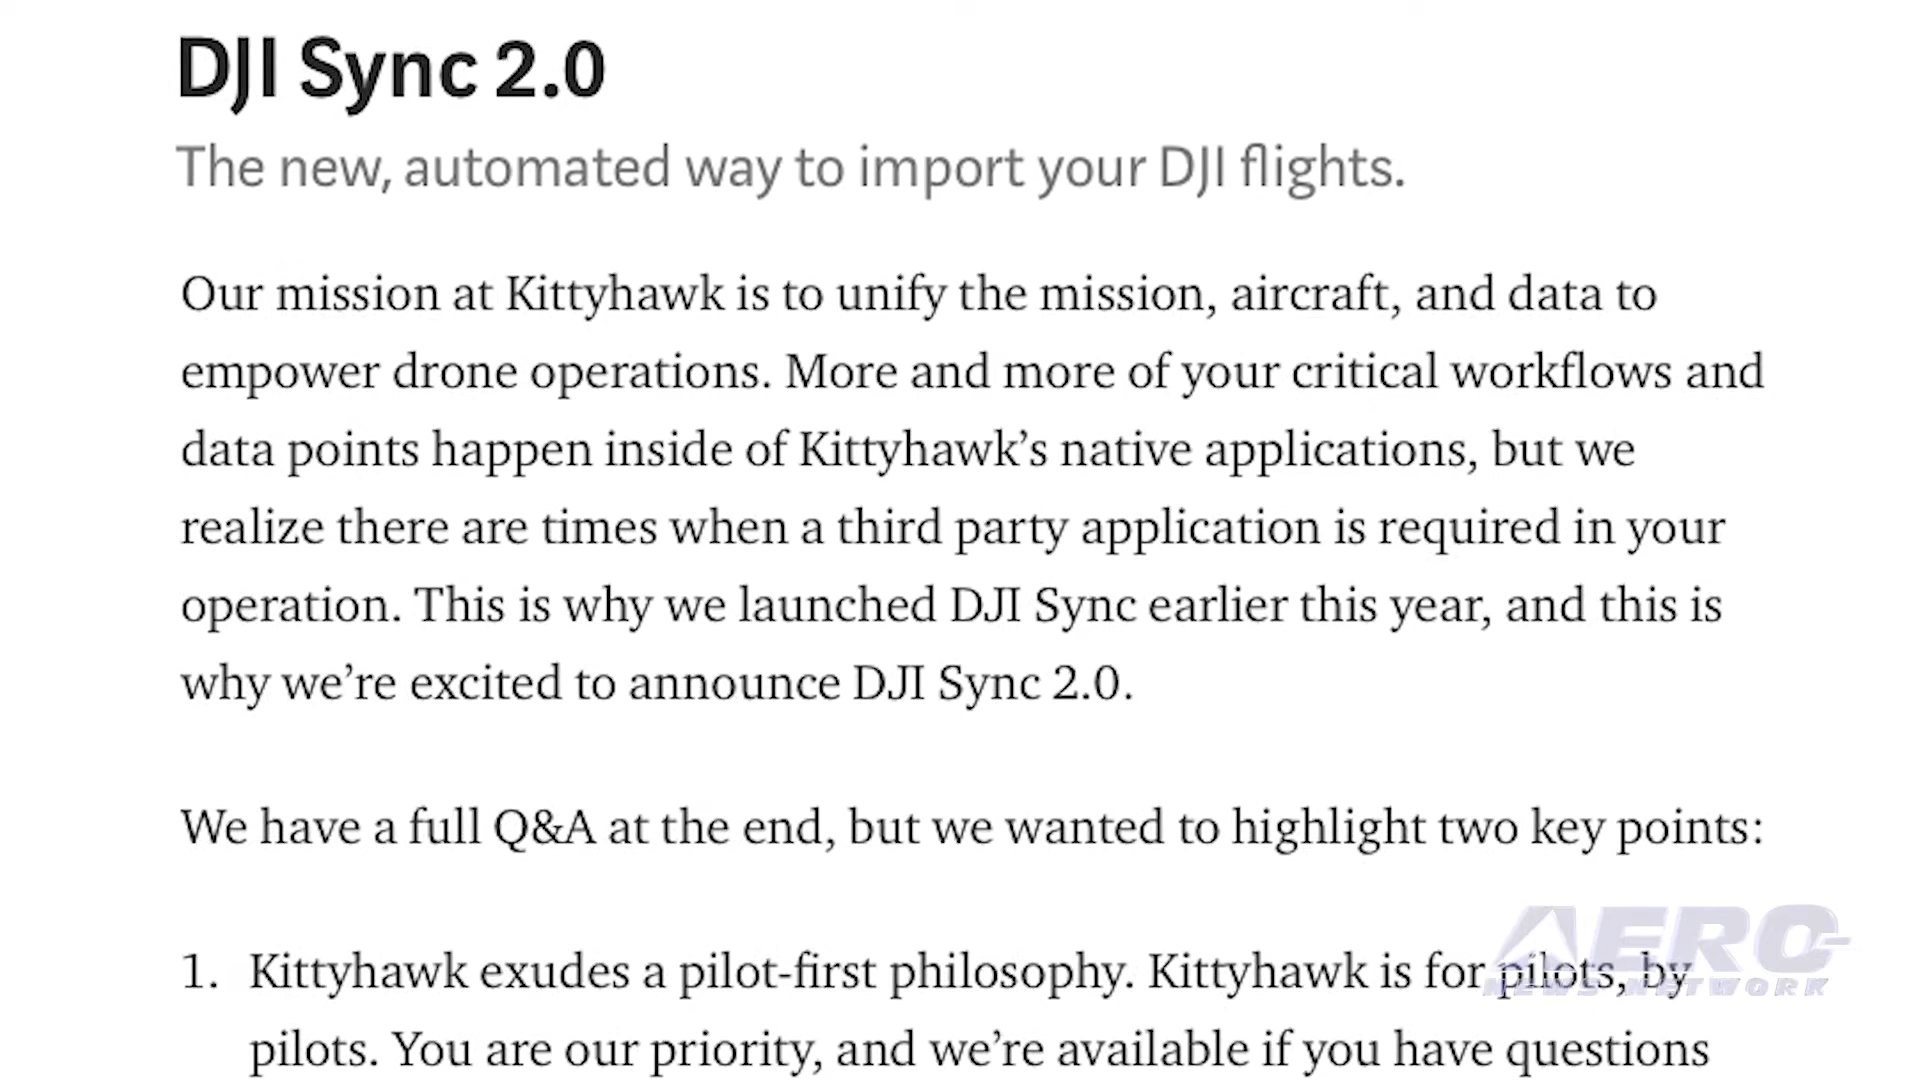 DJI Sync 2.0
The new, automated way to import your DJI flights.
Our mission at Kittyhawk is to unify the mission, aircraft, and data to
empower drone operations. More and more of your critical workflows and
data points happen inside of Kittyhawk’s native applications, but we
realize there are times when a third party application is required in your
operation. This is why we launched DJI Sync earlier this year, and this is
why we’re excited to announce DJI Sync 2.0.
We have a full Q&A at the end, but we wanted to highlight two key points:
1. Kittyhawk exudes a pilot-first philosophy. Kittyhawk is for pilots, by
pilots. You are our priority, and we’re available if you have questions
AERO
NEWS NETWORK